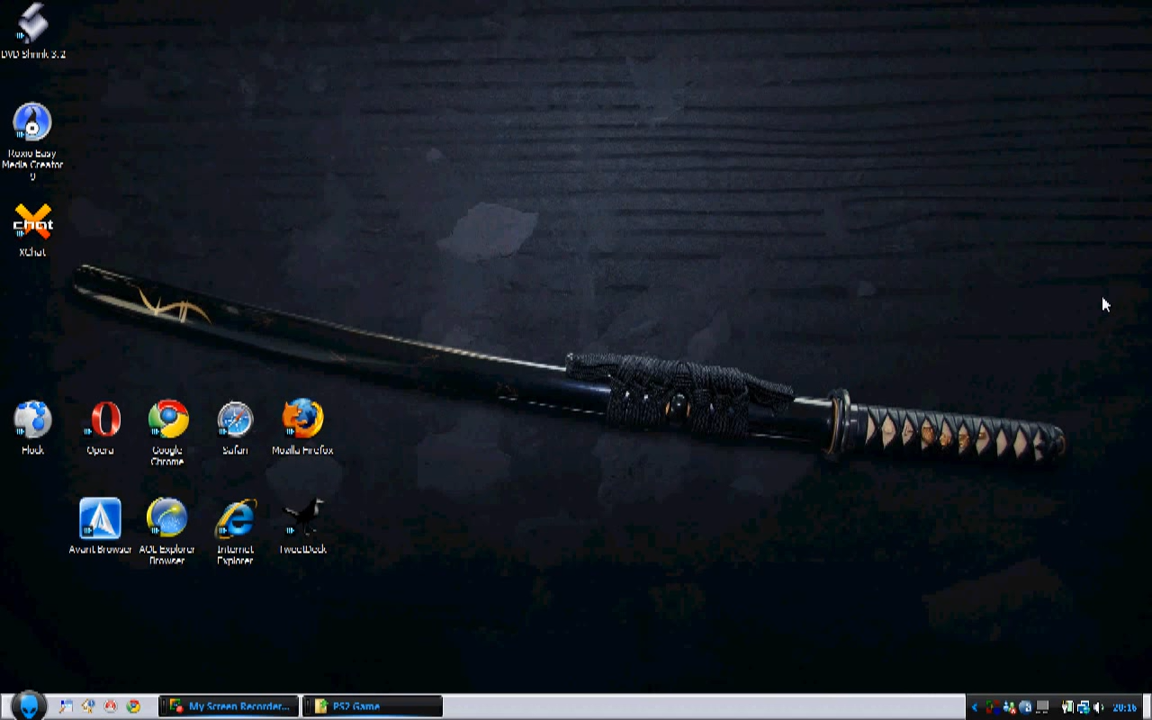 DVD Shrink 3.2
Roxio Easy
Media Creator
9
chat
XChat
Flock
Opera
Google
Chrome
Safari
Mozilla Firefox
Avant Browser
AOL Explorer
Browser
Internet
Explorer
TweetDeck
My Screen Recorder...
PS2 Game
20:16